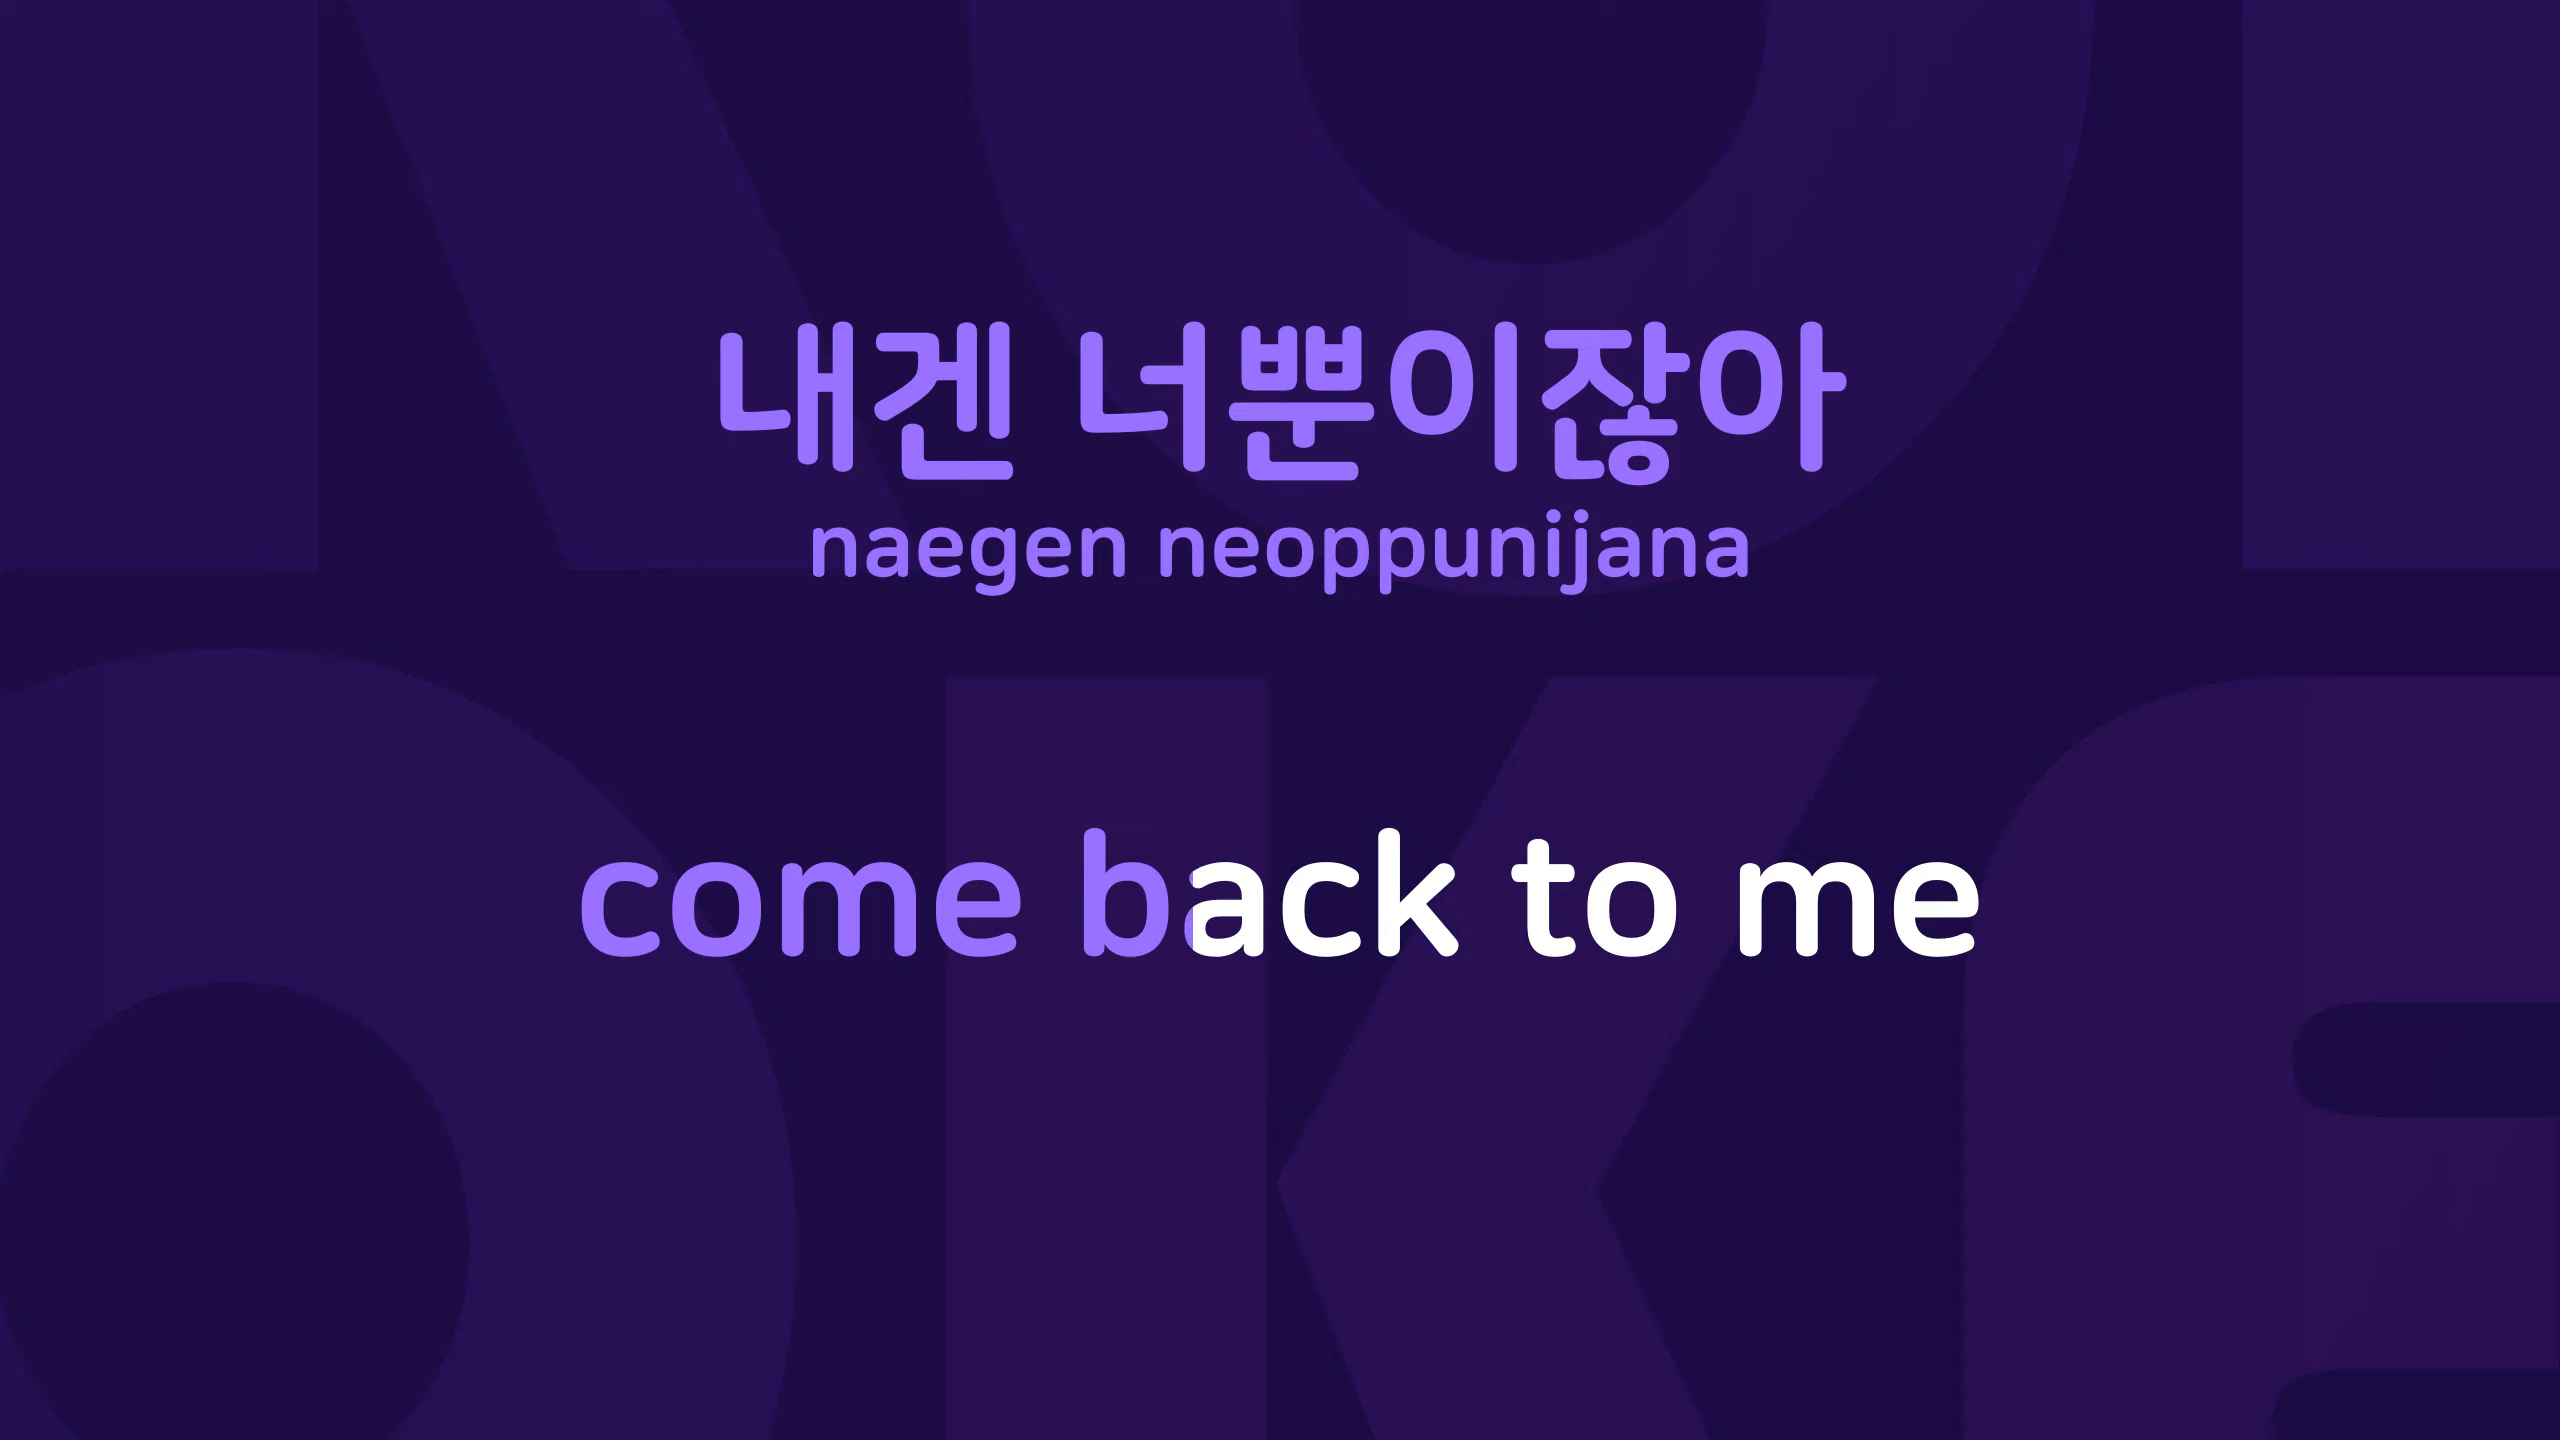 내겐 너뿐이잖아
naegen neoppunijana
come back to me